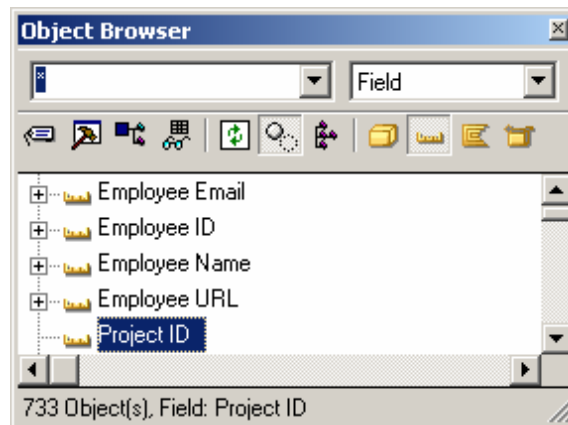 Object Browser
* Field
Employee Email
Employee ID
Employee Name
Employee URL
Project ID
733 Object(s), Field: Project ID